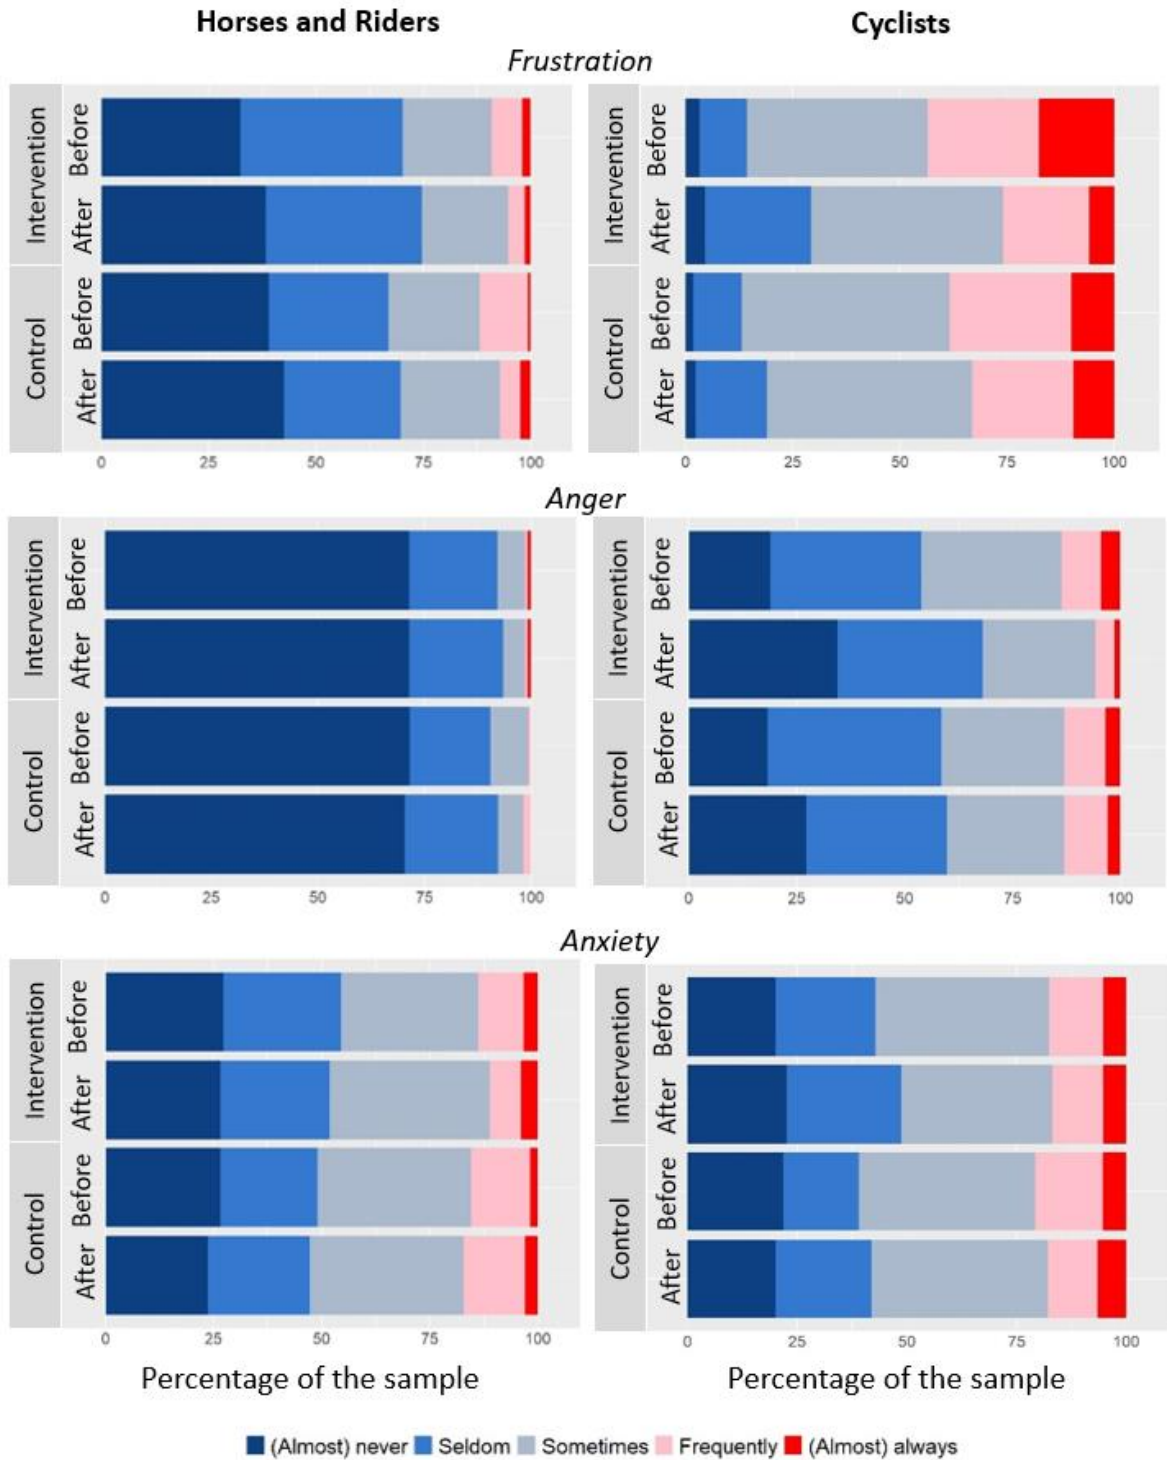 Horses and Riders Cyclists
Frustration
Intervention Before
After
Control Before
After
0 25 50 75 100
Intervention Before
After
Control Before
After
0 25 50 75 100
Anger
Intervention Before
After
Control Before
After
0 25 50 75 100
Intervention Before
After
Control Before
After
0 25 50 75 100
Anxiety
Intervention Before
After
Control Before
After
0 25 50 75 100
Intervention Before
After
Control Before
After
0 25 50 75 100
Percentage of the sample Percentage of the sample
(Almost) never Seldom Sometimes Frequently (Almost) always